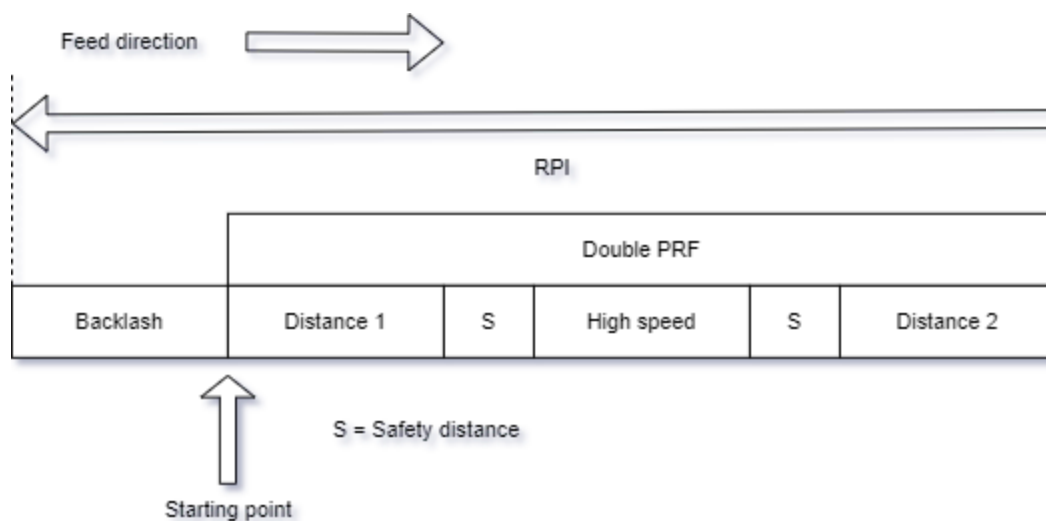 Feed direction
RPI
Double PRF
Backlash
Distance 1
S
High speed
S
Distance 2
S = Safety distance
Starting point